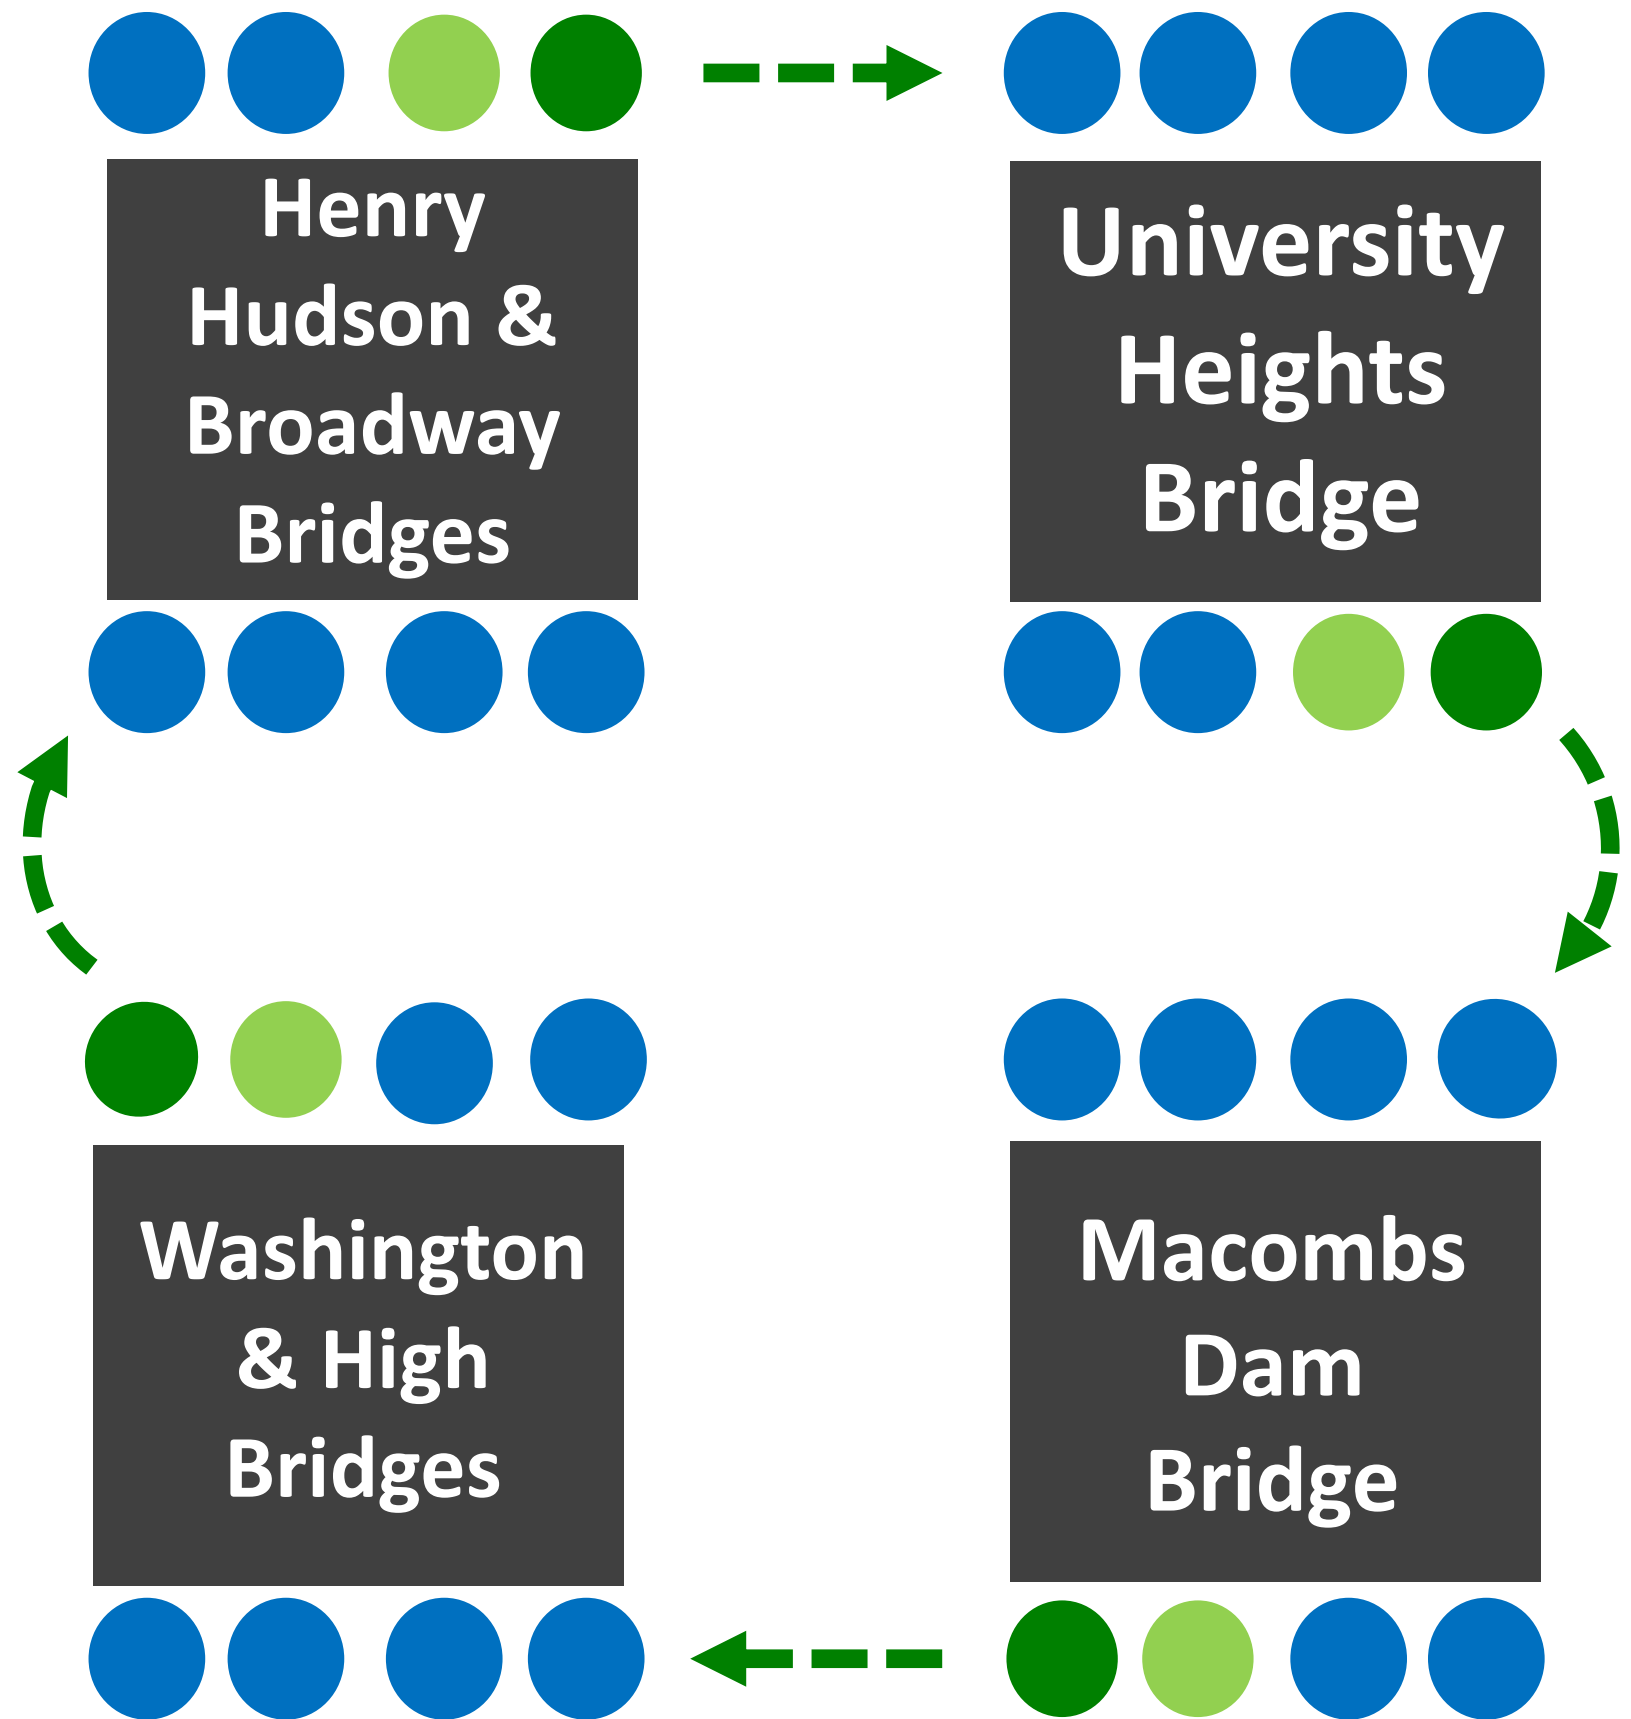 Henry
Hudson &
Broadway
Bridges
University
Heights
Bridge
Washington
& High
Bridges
Macombs
Dam
Bridge